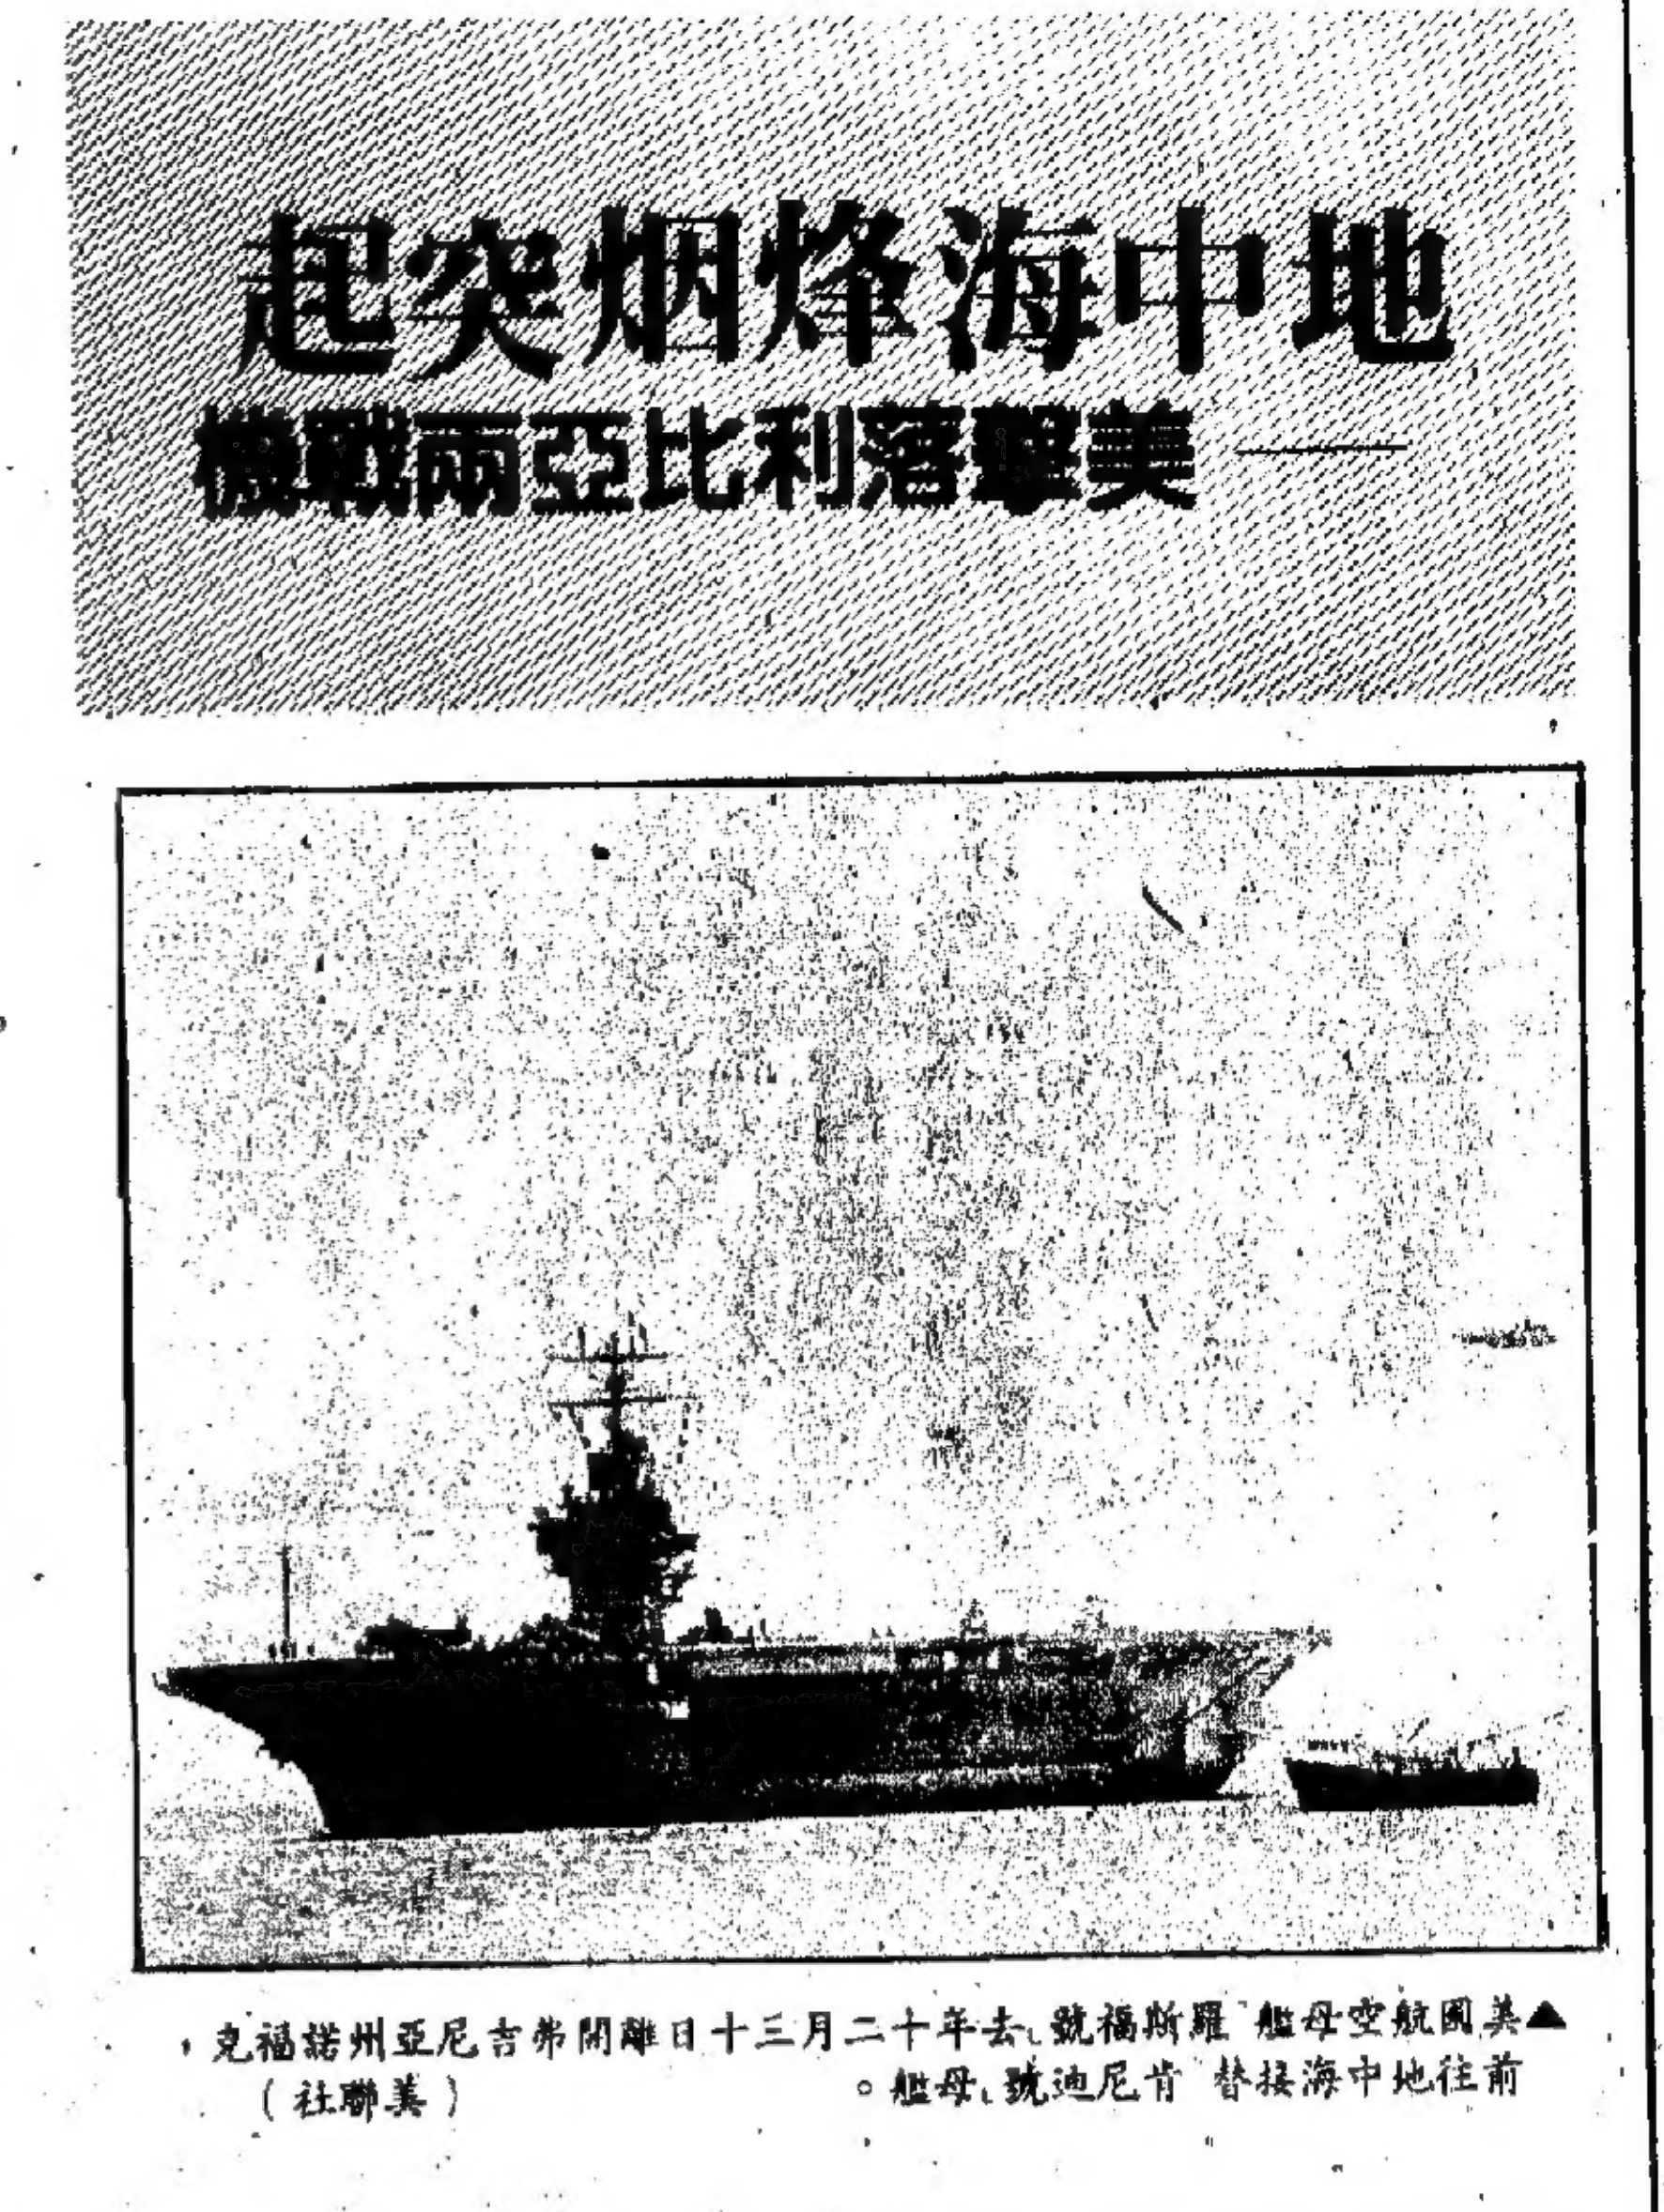 地中海烽烟突起
——美擊落利比亞兩戰機
▲美國航空母艦“羅斯福號”去年十二月三十日離開弗吉尼亞州諾福克，
前往地中海接替“肯尼迪號”母艦。
（美聯社）